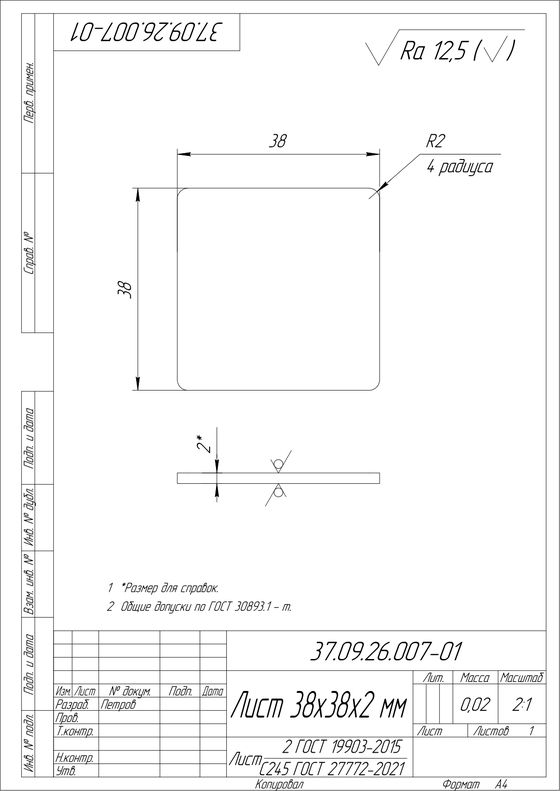 37.09.26.007-01
Ra 12,5 (✓)
Перв. примен.
Справ. №
38
R2
4 радиуса
38
2*
1 *Размер для справок.
2 Общие допуски по ГОСТ 30893.1 – m.
Подп. и дата
Инв. № дубл.
Взам. инв. №
Подп. и дата
Инв. № подл.
37.09.26.007-01
Изм. Лист № докум. Подп. Дата
Разраб. Петров
Пров.
Т.контр.
Н.контр.
Утв.
Лист 38х38х2 мм
Лит. Масса Масштаб
0,02 2:1
Лист Листов 1
Лист 2 ГОСТ 19903-2015
С245 ГОСТ 27772-2021
Копировал Формат А4